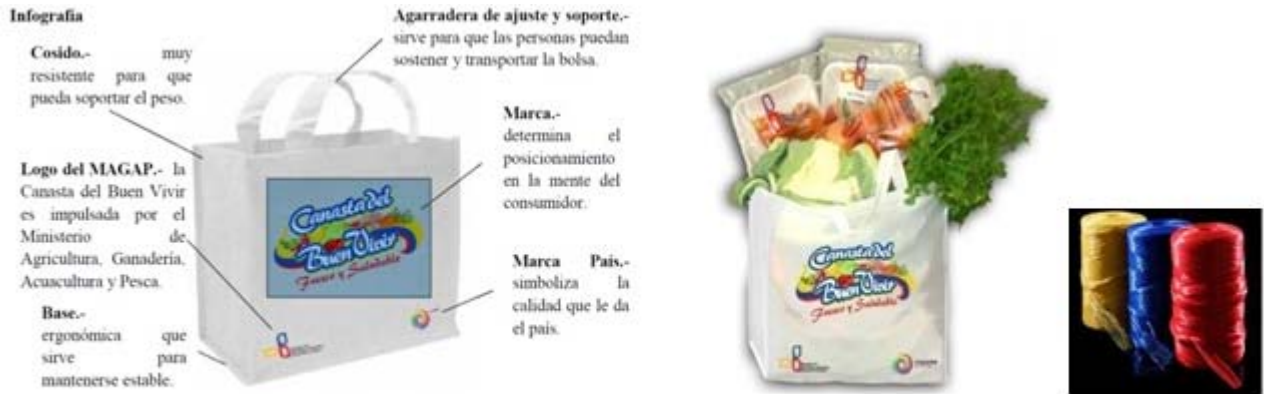 Infografía
Cosido.- muy
resistente para que
pueda soportar el peso.
Logo del MAGAP.- la
Canasta del Buen Vivir
es impulsada por el
Ministerio de
Agricultura, Ganadería,
Acuacultura y Pesca.
Base.-
ergonómica que
sirve para
mantenerse estable.
Agarradera de ajuste y soporte.-
sirve para que las personas puedan
sostener y transportar la bolsa.
Marca.-
determina el
posicionamiento
en la mente del
consumidor.
Marca País.-
simboliza la
calidad que le da
el país.
Canasta del
Buen Vivir
Fresco y Saludable
Canasta del
Buen Vivir
Fresco y Saludable